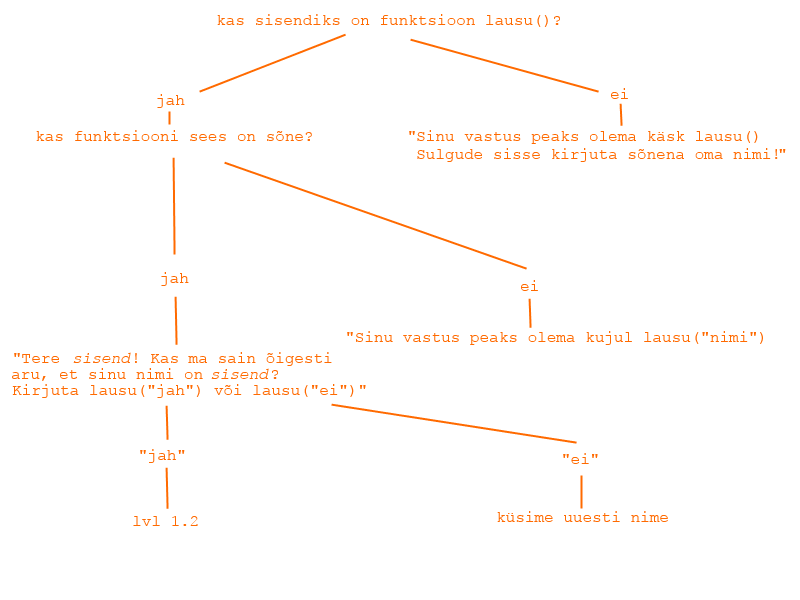 kas sisendiks on funktsioon lausu()?
jah
ei
kas funktsiooni sees on sõne?
"Sinu vastus peaks olema käsk lausu()
Sulgude sisse kirjuta sõnena oma nimi!"
jah
ei
"Sinu vastus peaks olema kujul lausu("nimi")
"Tere sisend! Kas ma sain õigesti
aru, et sinu nimi on sisend?
Kirjuta lausu("jah") või lausu("ei")"
"jah"
"ei"
lvl 1.2
küsime uuesti nime